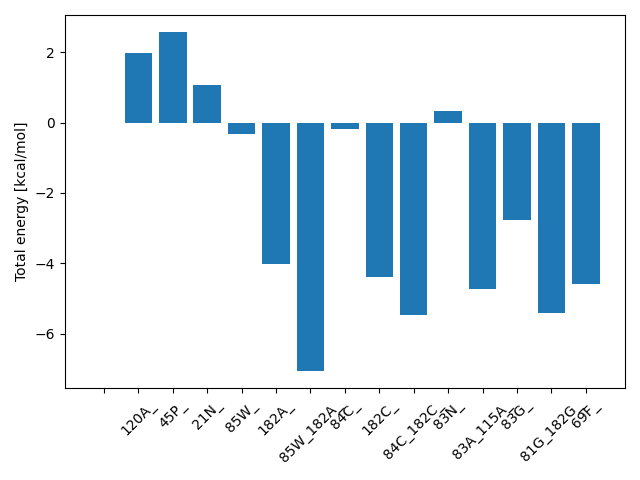 Total energy [kcal/mol]
2
0
−2
−4
−6
120A_
45P_
21N_
85W_
182A_
85W_182A_
84C_
182C_
84C_182C_
83N_
83A_115A_
83G_
81G_182G_
69F_